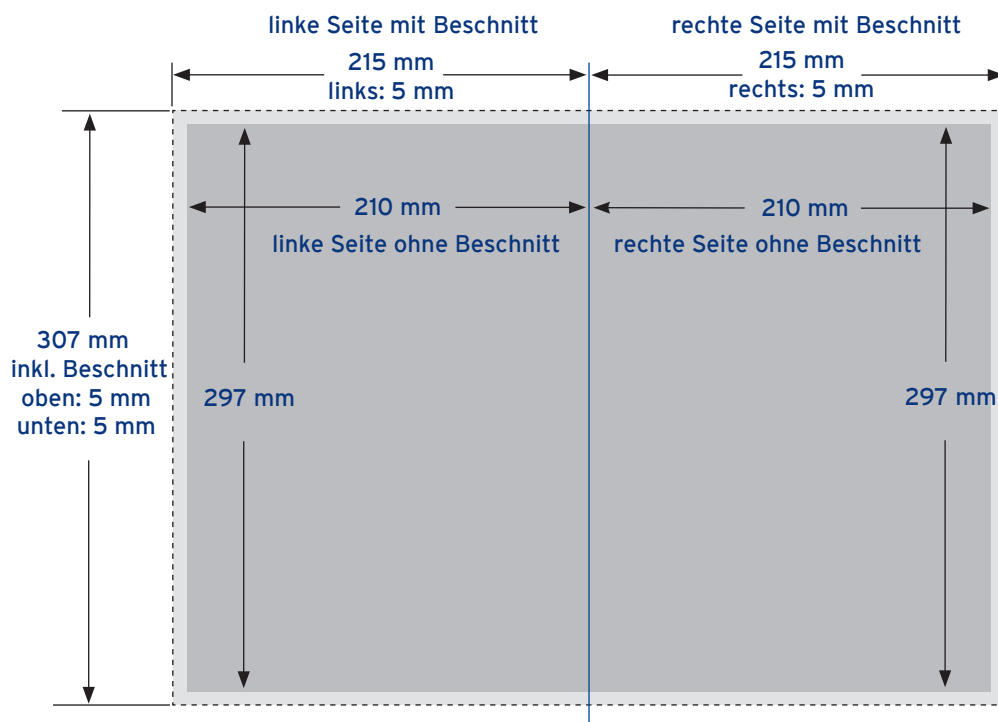 linke Seite mit Beschnitt
215 mm
links: 5 mm
rechte Seite mit Beschnitt
215 mm
rechts: 5 mm
210 mm
linke Seite ohne Beschnitt
210 mm
rechte Seite ohne Beschnitt
307 mm
inkl. Beschnitt
oben: 5 mm
unten: 5 mm
297 mm
297 mm